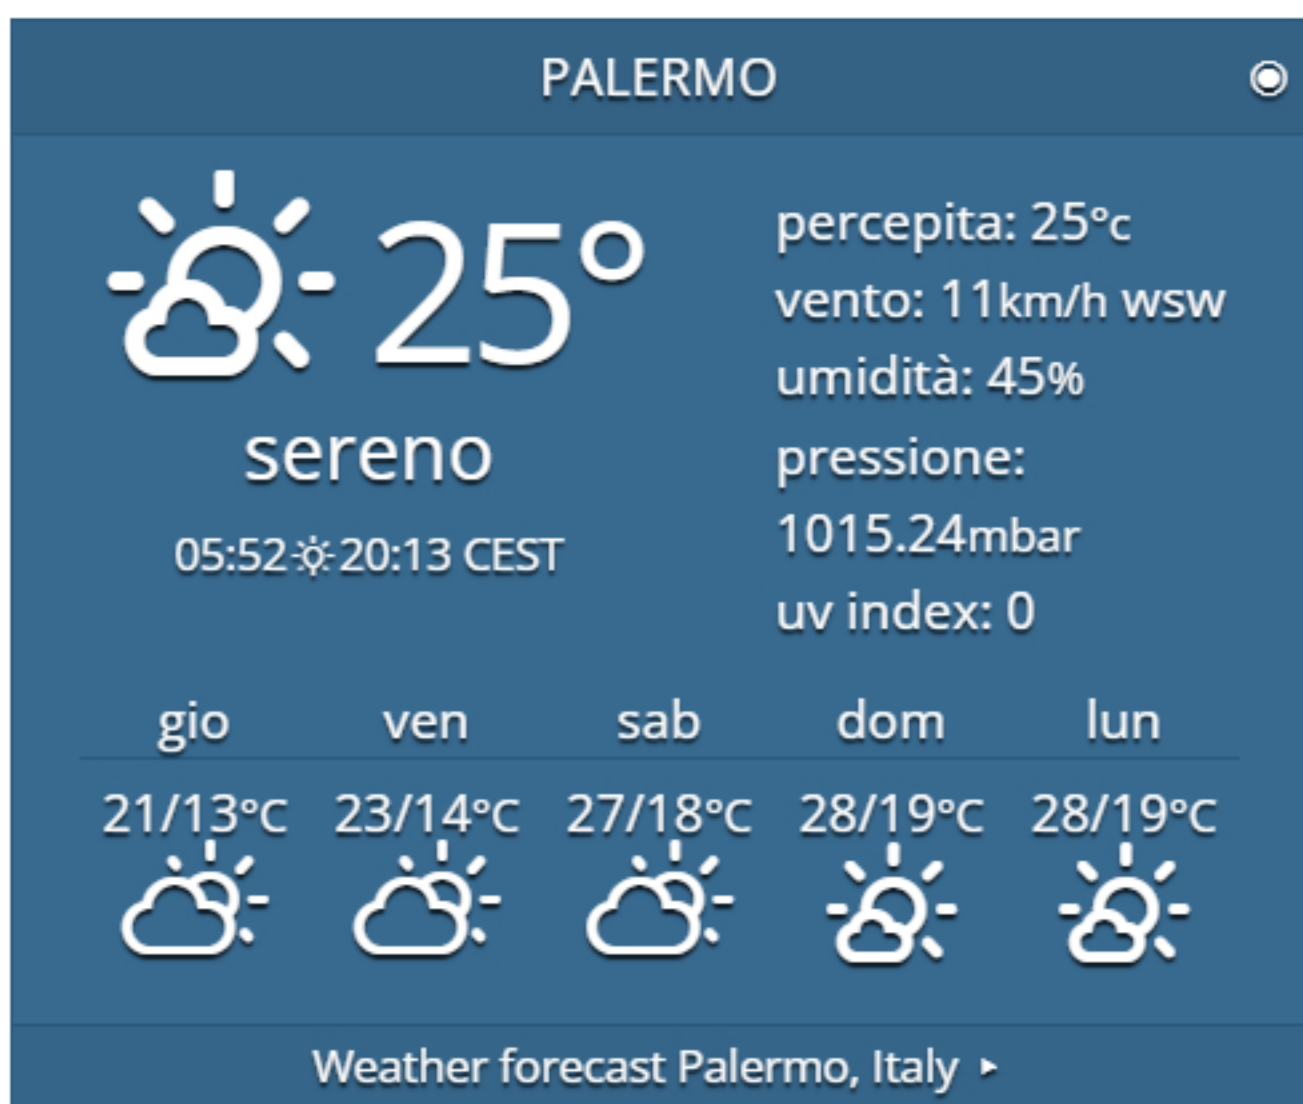 PALERMO
25°
sereno
05:52 20:13 CEST
percepita: 25°c
vento: 11km/h wsw
umidità: 45%
pressione:
1015.24mbar
uv index: 0
gio ven sab dom lun
21/13°C 23/14°C 27/18°C 28/19°C 28/19°C
Weather forecast Palermo, Italy ▸